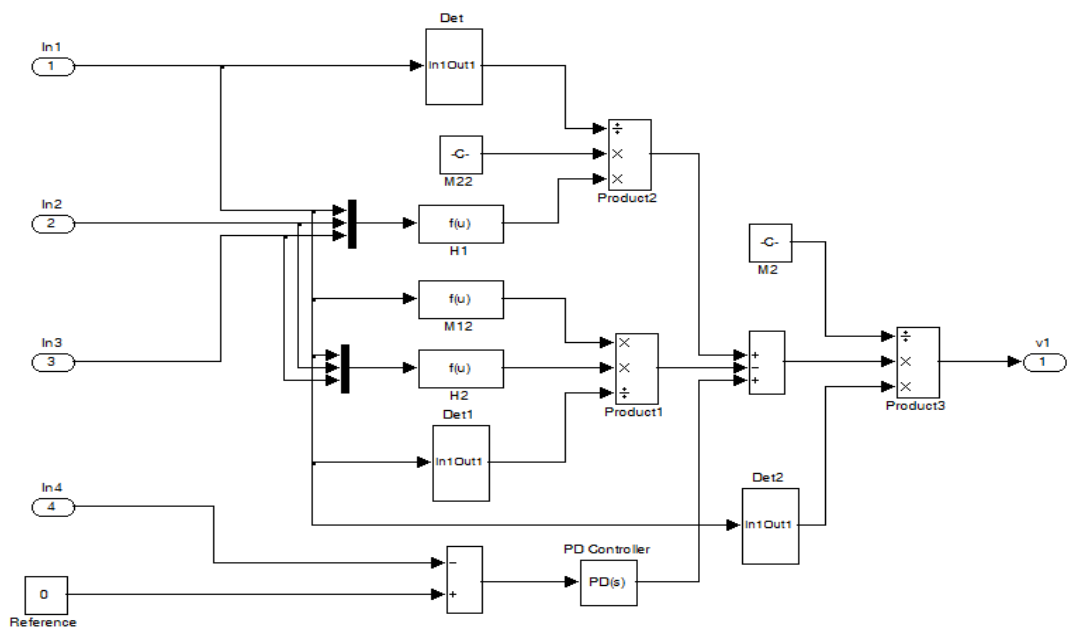 Det
In1
1
In1Out1
÷
×
×
-C-
M22
Product2
In2
2
f(u)
H1
-C-
M2
f(u)
M12
In3
3
×
×
÷
Product1
f(u)
H2
+
−
+
÷
×
×
Product3
v1
1
Det1
In1Out1
Det2
In1Out1
In4
4
PD Controller
−
+
PD(s)
0
Reference